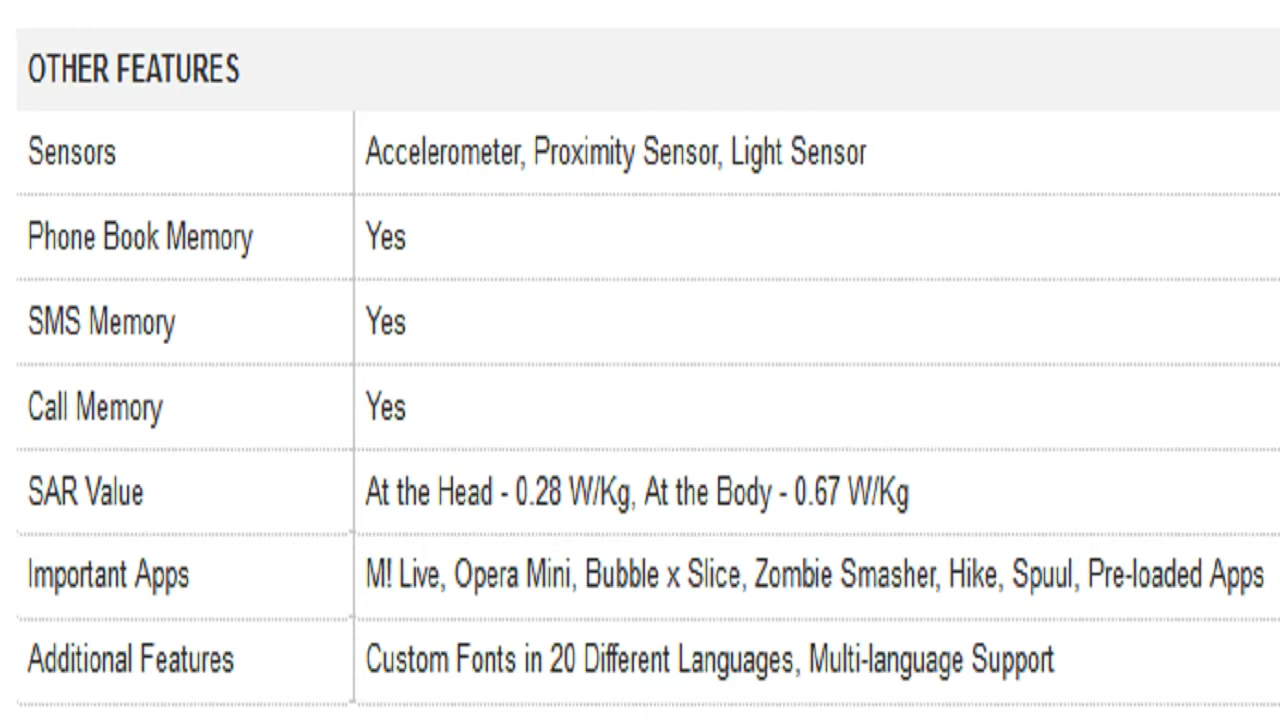 OTHER FEATURES
Sensors Accelerometer, Proximity Sensor, Light Sensor
Phone Book Memory Yes
SMS Memory Yes
Call Memory Yes
SAR Value At the Head - 0.28 W/Kg, At the Body - 0.67 W/Kg
Important Apps M! Live, Opera Mini, Bubble x Slice, Zombie Smasher, Hike, Spuul, Pre-loaded Apps
Additional Features Custom Fonts in 20 Different Languages, Multi-language Support